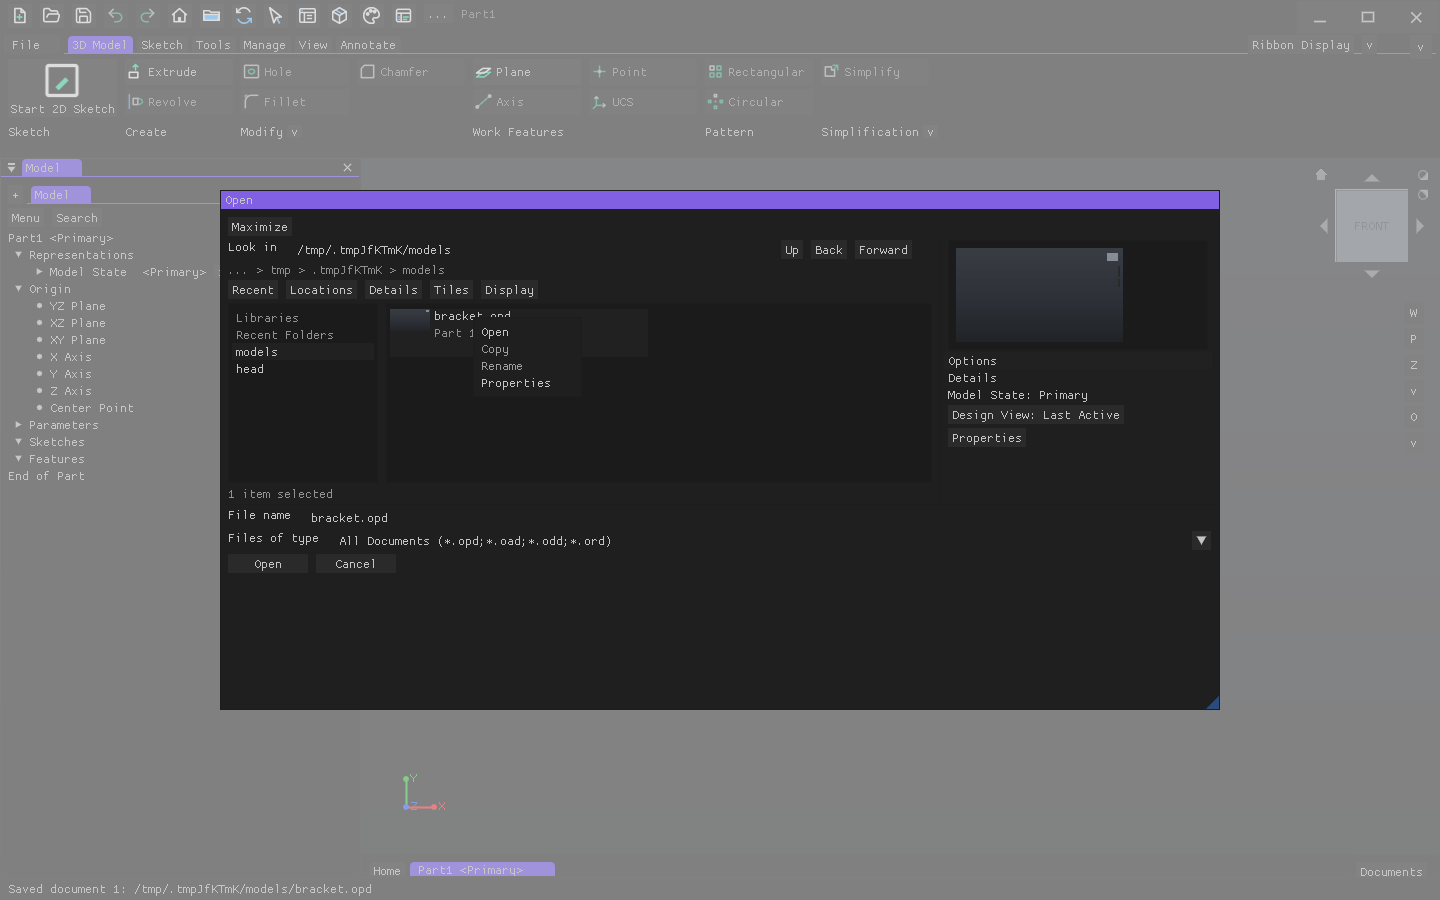 ... Part1
File 3D Model Sketch Tools Manage View Annotate Ribbon Display v v
Extrude Hole Chamfer Plane Point Rectangular Simplify
Revolve Fillet Axis UCS Circular
Start 2D Sketch
Sketch Create Modify v Work Features Pattern Simplification v
Model
+ Model
Menu Search
Part1 <Primary>
Representations
Model State <Primary>
Origin
YZ Plane
XZ Plane
XY Plane
X Axis
Y Axis
Z Axis
Center Point
Parameters
Sketches
Features
End of Part
Open
Maximize
Look in /tmp/.tmpJfKTmK/models Up Back Forward
... > tmp > .tmpJfKTmK > models
Recent Locations Details Tiles Display
Libraries
Recent Folders
models
head
bracket.opd
Part 1
Open
Copy
Rename
Properties
Options
Details
Model State: Primary
Design View: Last Active
Properties
1 item selected
File name bracket.opd
Files of type All Documents (*.opd;*.oad;*.odd;*.ord)
Open Cancel
FRONT
W
P
Z
v
O
v
Y
Z X
Home Part1 <Primary> Documents
Saved document 1: /tmp/.tmpJfKTmK/models/bracket.opd